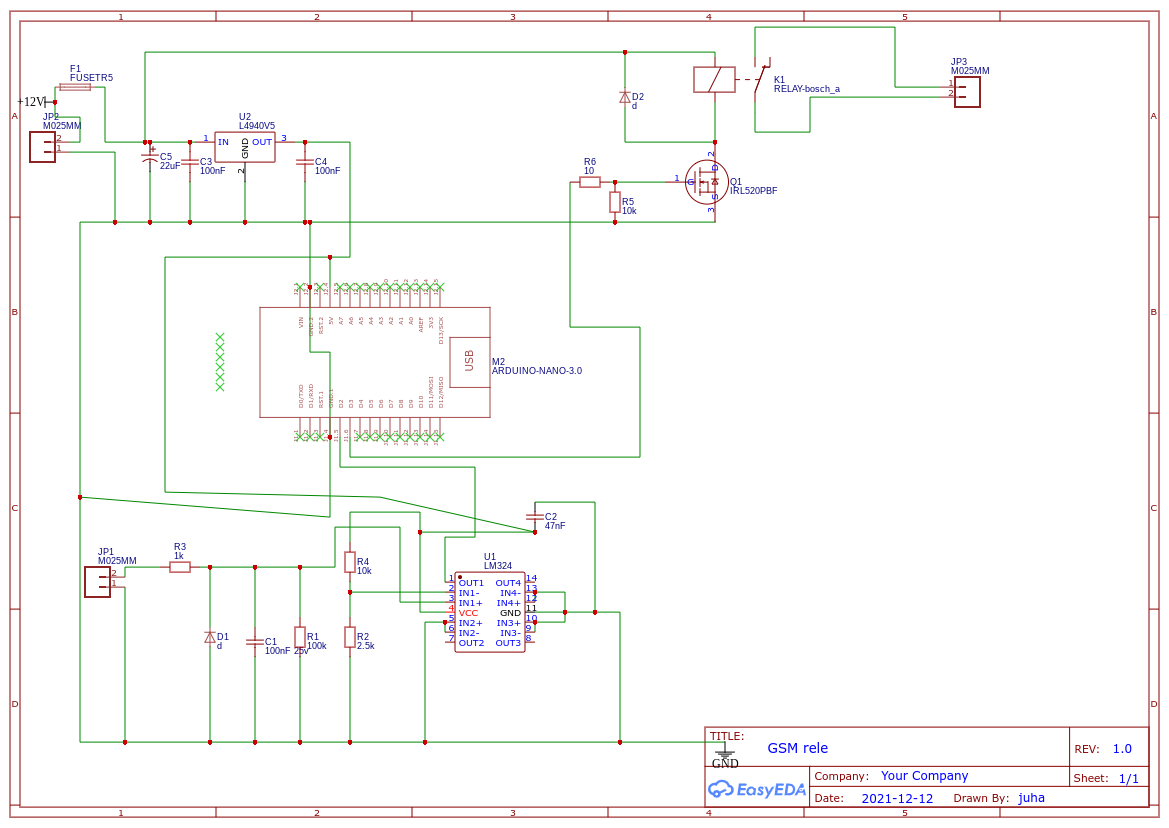 1 2 3 4 5
A
B
C
D
F1
FUSETR5
+12V
JP2
M025MM
2
1
C5
22uF
+
C3
100nF
U2
L4940V5
1 IN OUT 3
GND
2
C4
100nF
D2
d
K1
RELAY-bosch_a
JP3
M025MM
1
2
R6
10
R5
10k
1 G
2 D
3 S
Q1
IRL520PBF
VIN
GND.2
RST.2
5V
A7
A6
A5
A4
A3
A2
A1
A0
AREF
3V3
D13/SCK
USB
M2
ARDUINO-NANO-3.0
D0/TXD
D1/RXD
RST.1
GND.1
D2
D3
D4
D5
D6
D7
D8
D9
D10
D11/MOSI
D12/MISO
C2
47nF
JP1
M025MM
2
1
R3
1k
R4
10k
U1
LM324
1 OUT1 OUT4 14
2 IN1- IN4- 13
3 IN1+ IN4+ 12
4 VCC GND 11
5 IN2+ IN3+ 10
6 IN2- IN3- 9
7 OUT2 OUT3 8
D1
d
C1
100nF 25v
R1
100k
R2
2.5k
GND
TITLE:
GSM rele
REV: 1.0
EasyEDA
Company: Your Company
Sheet: 1/1
Date: 2021-12-12 Drawn By: juha
A
B
C
D
1 2 3 4 5